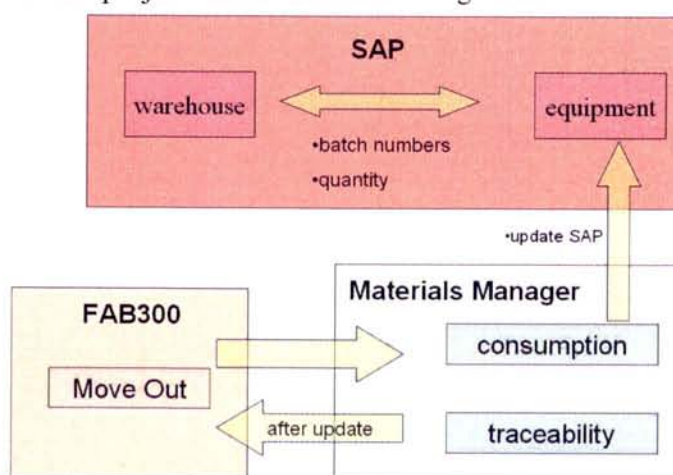 SAP
warehouse
equipment
•batch numbers
•quantity
•update SAP
Materials Manager
FAB300
consumption
Move Out
after update
traceability